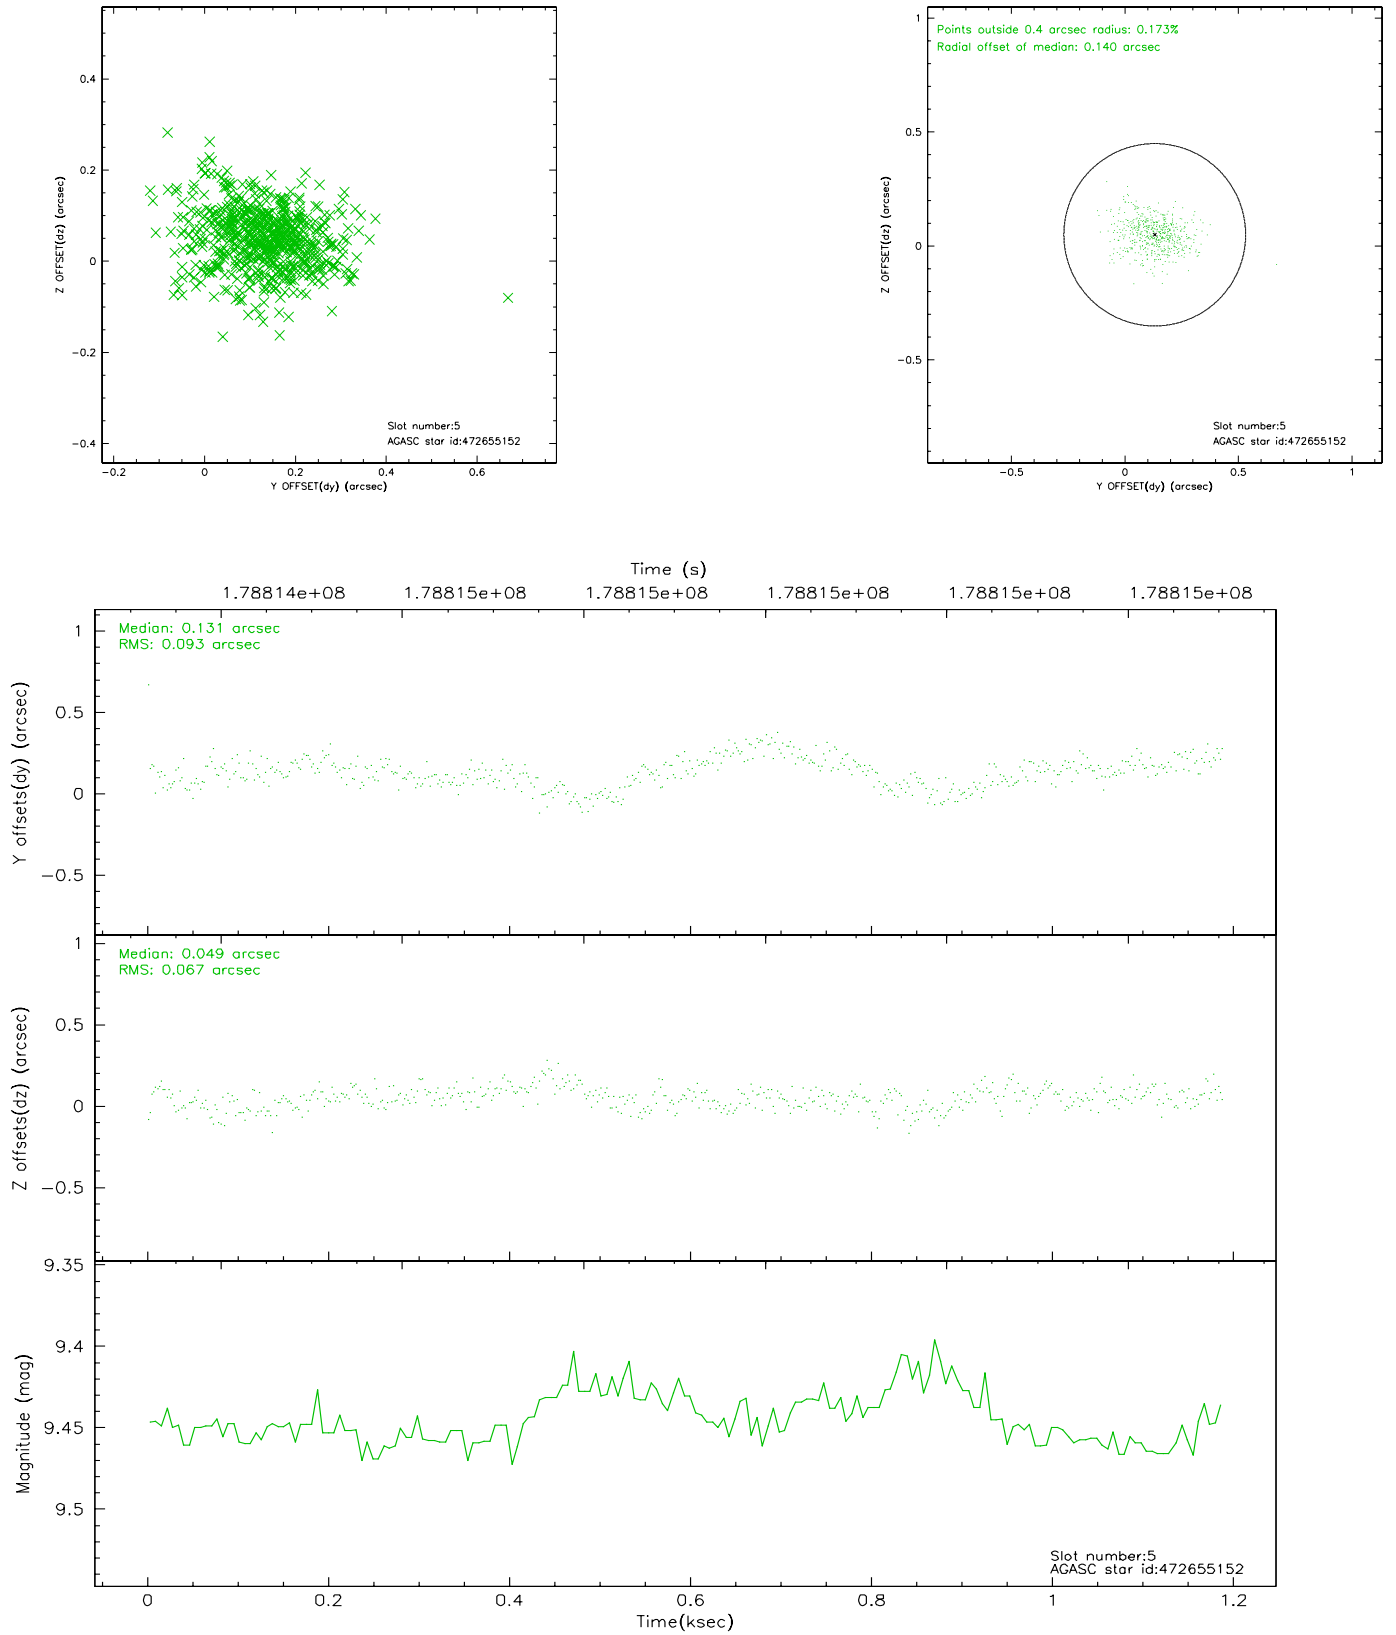 0.4
0.2
0
−0.2
−0.4
Z OFFSET(dz) (arcsec)
Slot number:5
AGASC star id:472655152
−0.2 0 0.2 0.4 0.6
Y OFFSET(dy) (arcsec)
Points outside 0.4 arcsec radius: 0.173%
Radial offset of median: 0.140 arcsec
1
0.5
0
−0.5
Z OFFSET(dz) (arcsec)
Slot number:5
AGASC star id:472655152
−0.5 0 0.5 1
Y OFFSET(dy) (arcsec)
Time (s)
1.78814e+08 1.78815e+08 1.78815e+08 1.78815e+08 1.78815e+08 1.78815e+08
Median: 0.131 arcsec
RMS: 0.093 arcsec
1
0.5
0
−0.5
Y offsets(dy) (arcsec)
Median: 0.049 arcsec
RMS: 0.067 arcsec
1
0.5
0
−0.5
Z offsets(dz) (arcsec)
9.35
9.4
9.45
9.5
Magnitude (mag)
Slot number:5
AGASC star id:472655152
0 0.2 0.4 0.6 0.8 1 1.2
Time(ksec)